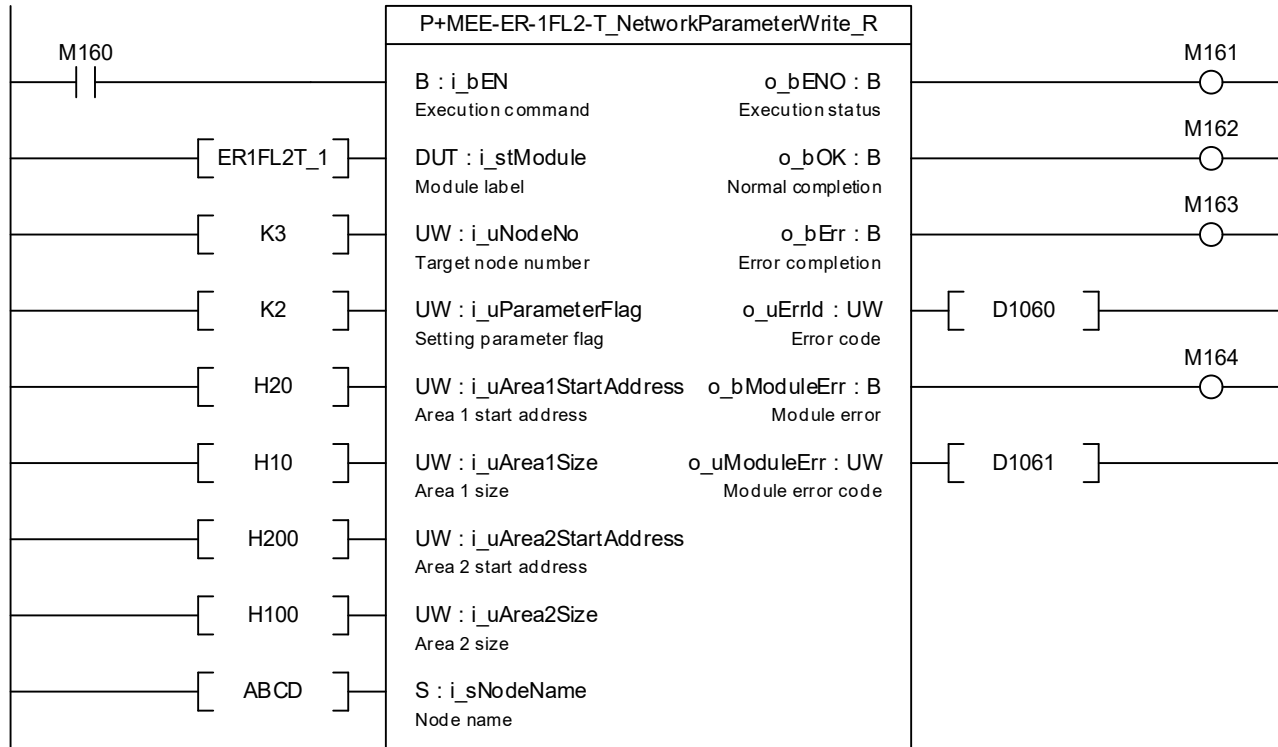 P+MEE-ER-1FL2-T_NetworkParameterWrite_R
M160
M161
B : i_bEN
o_bENO : B
Execution command
Execution status
M162
ER1FL2T_1
DUT : i_stModule
o_bOK : B
Module label
Normal completion
M163
K3
UW : i_uNodeNo
o_bErr : B
Target node number
Error completion
K2
UW : i_uParameterFlag
o_uErrId : UW
D1060
Setting parameter flag
Error code
M164
H20
UW : i_uArea1StartAddress
o_bModuleErr : B
Area 1 start address
Module error
H10
UW : i_uArea1Size
o_uModuleErr : UW
D1061
Area 1 size
Module error code
H200
UW : i_uArea2StartAddress
Area 2 start address
H100
UW : i_uArea2Size
Area 2 size
ABCD
S : i_sNodeName
Node name